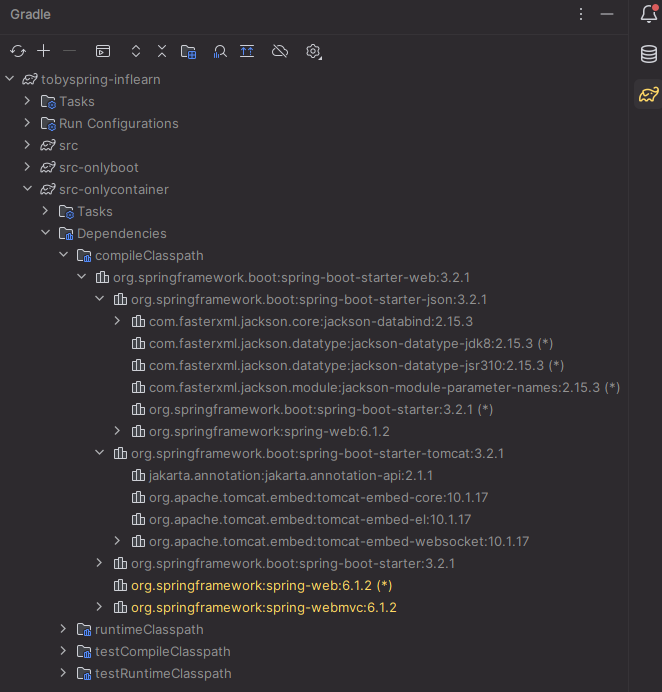 Gradle
tobyspring-inflearn
Tasks
Run Configurations
src
src-onlyboot
src-onlycontainer
Tasks
Dependencies
compileClasspath
org.springframework.boot:spring-boot-starter-web:3.2.1
org.springframework.boot:spring-boot-starter-json:3.2.1
com.fasterxml.jackson.core:jackson-databind:2.15.3
com.fasterxml.jackson.datatype:jackson-datatype-jdk8:2.15.3 (*)
com.fasterxml.jackson.datatype:jackson-datatype-jsr310:2.15.3 (*)
com.fasterxml.jackson.module:jackson-module-parameter-names:2.15.3 (*)
org.springframework.boot:spring-boot-starter:3.2.1 (*)
org.springframework:spring-web:6.1.2
org.springframework.boot:spring-boot-starter-tomcat:3.2.1
jakarta.annotation:jakarta.annotation-api:2.1.1
org.apache.tomcat.embed:tomcat-embed-core:10.1.17
org.apache.tomcat.embed:tomcat-embed-el:10.1.17
org.apache.tomcat.embed:tomcat-embed-websocket:10.1.17
org.springframework.boot:spring-boot-starter:3.2.1
org.springframework:spring-web:6.1.2 (*)
org.springframework:spring-webmvc:6.1.2
runtimeClasspath
testCompileClasspath
testRuntimeClasspath